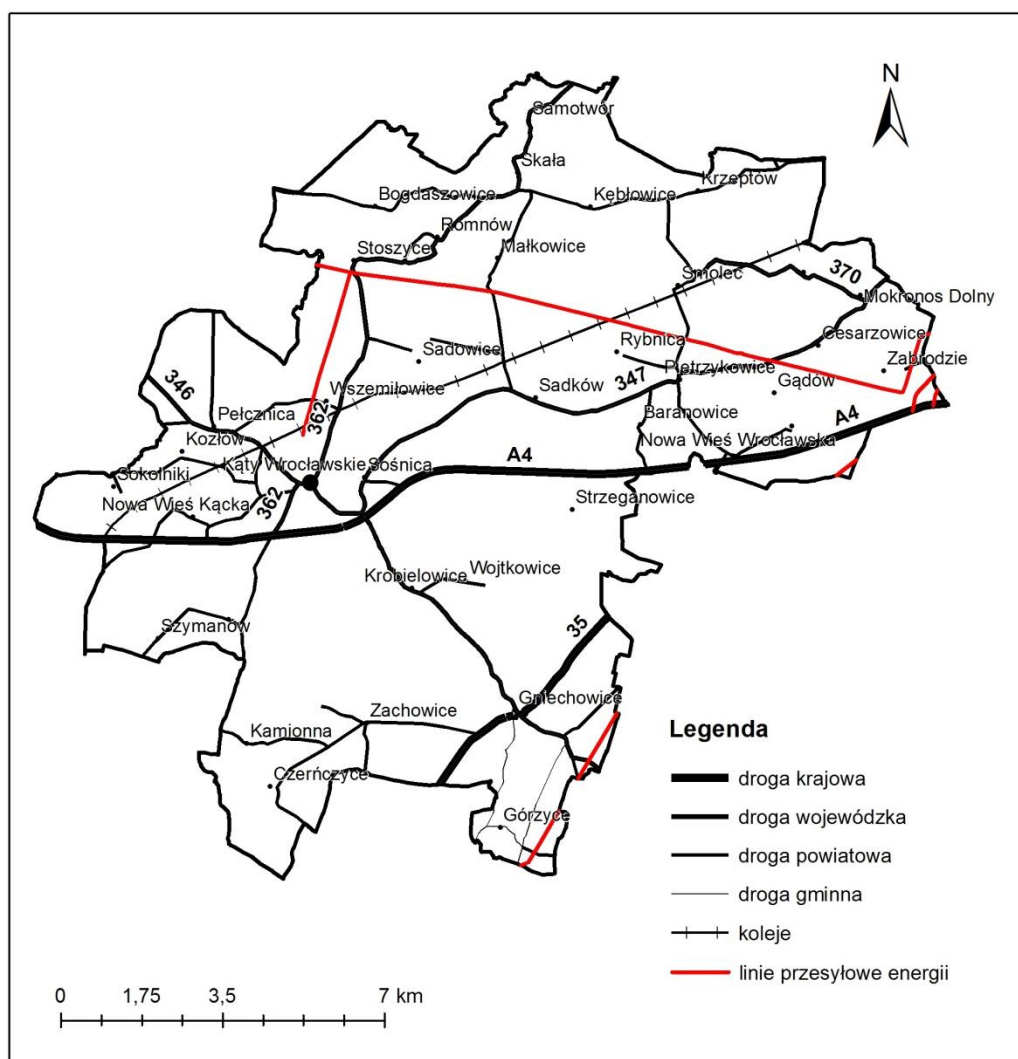 N
Samotwór
Skała
Krzeptów
Bogdaszowice
Kębłowice
Romnów
Stoszyce
Małkowice
Smolec
370
Mokronos Dolny
Cesarzowice
Rybnica
Sadowice
Zabrodzie
Pietrzykowice
Gądów
346
Wszemiłowice
Sadków
347
362
Pełcznica
Baranowice
A4
Kozłów
Nowa Wieś Wrocławska
Kąty Wrocławskie
Sośnica
A4
Sokolniki
362
Nowa Wieś Kącka
Strzeganowice
Krobielowice
Wojtkowice
Szymanów
35
Gniechowice
Zachowice
Kamionna
Czerńczyce
Górzyce
Legenda
droga krajowa
droga wojewódzka
droga powiatowa
droga gminna
koleje
linie przesyłowe energii
0 1,75 3,5 7 km